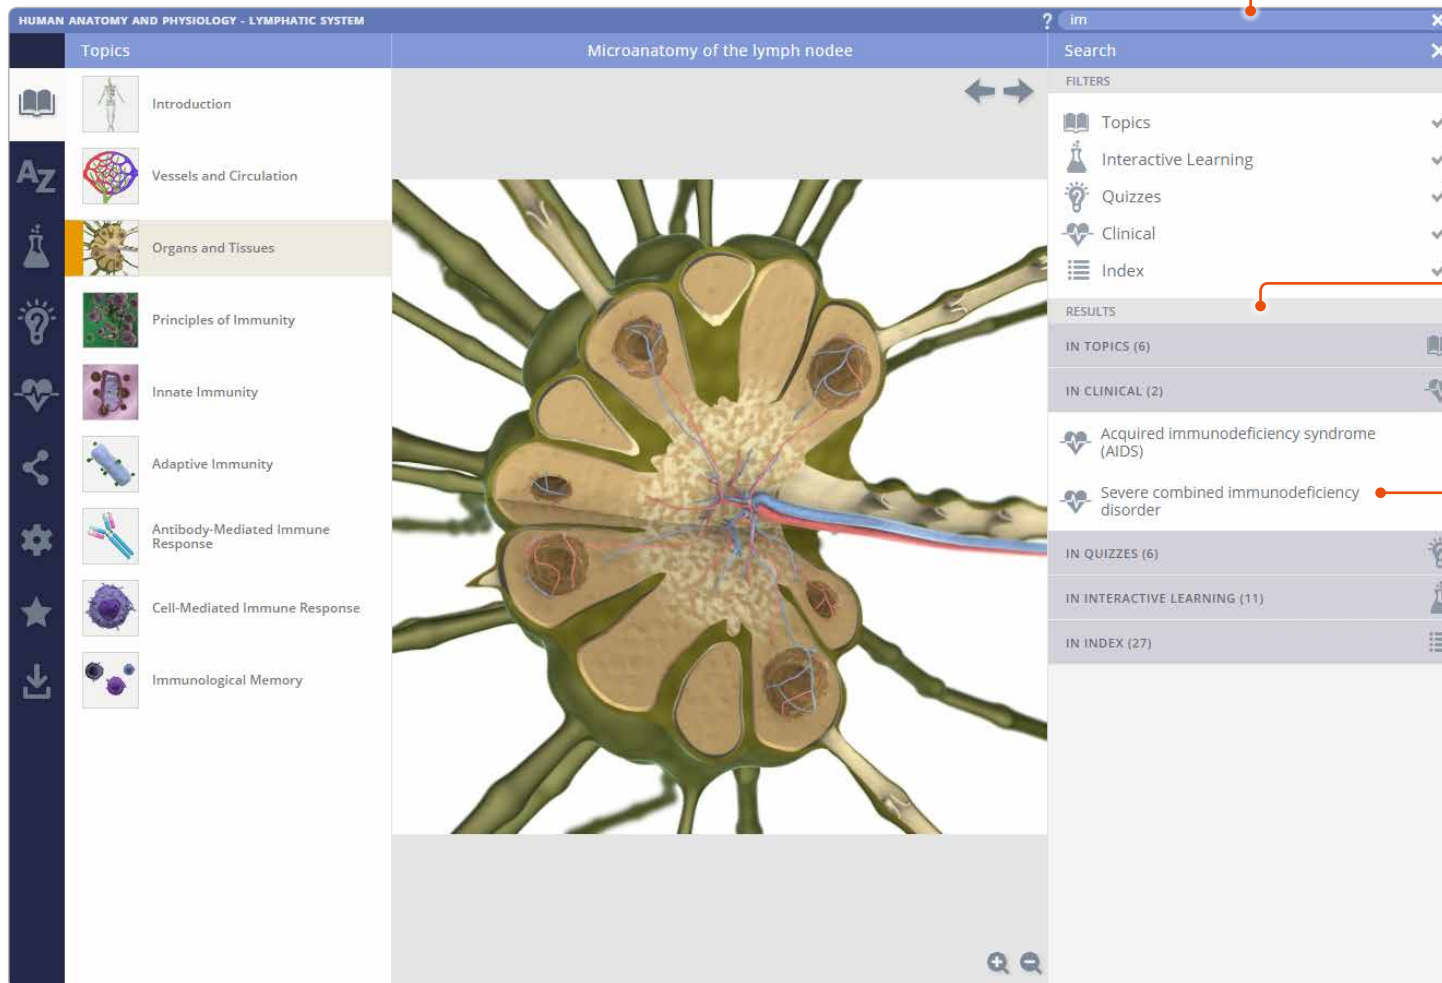 HUMAN ANATOMY AND PHYSIOLOGY - LYMPHATIC SYSTEM
?
im
Topics
Microanatomy of the lymph nodee
Search
AZ
Introduction
Vessels and Circulation
Organs and Tissues
Principles of Immunity
Innate Immunity
Adaptive Immunity
Antibody-Mediated Immune
Response
Cell-Mediated Immune Response
Immunological Memory
FILTERS
Topics
Interactive Learning
Quizzes
Clinical
Index
RESULTS
IN TOPICS (6)
IN CLINICAL (2)
Acquired immunodeficiency syndrome
(AIDS)
Severe combined immunodeficiency
disorder
IN QUIZZES (6)
IN INTERACTIVE LEARNING (11)
IN INDEX (27)